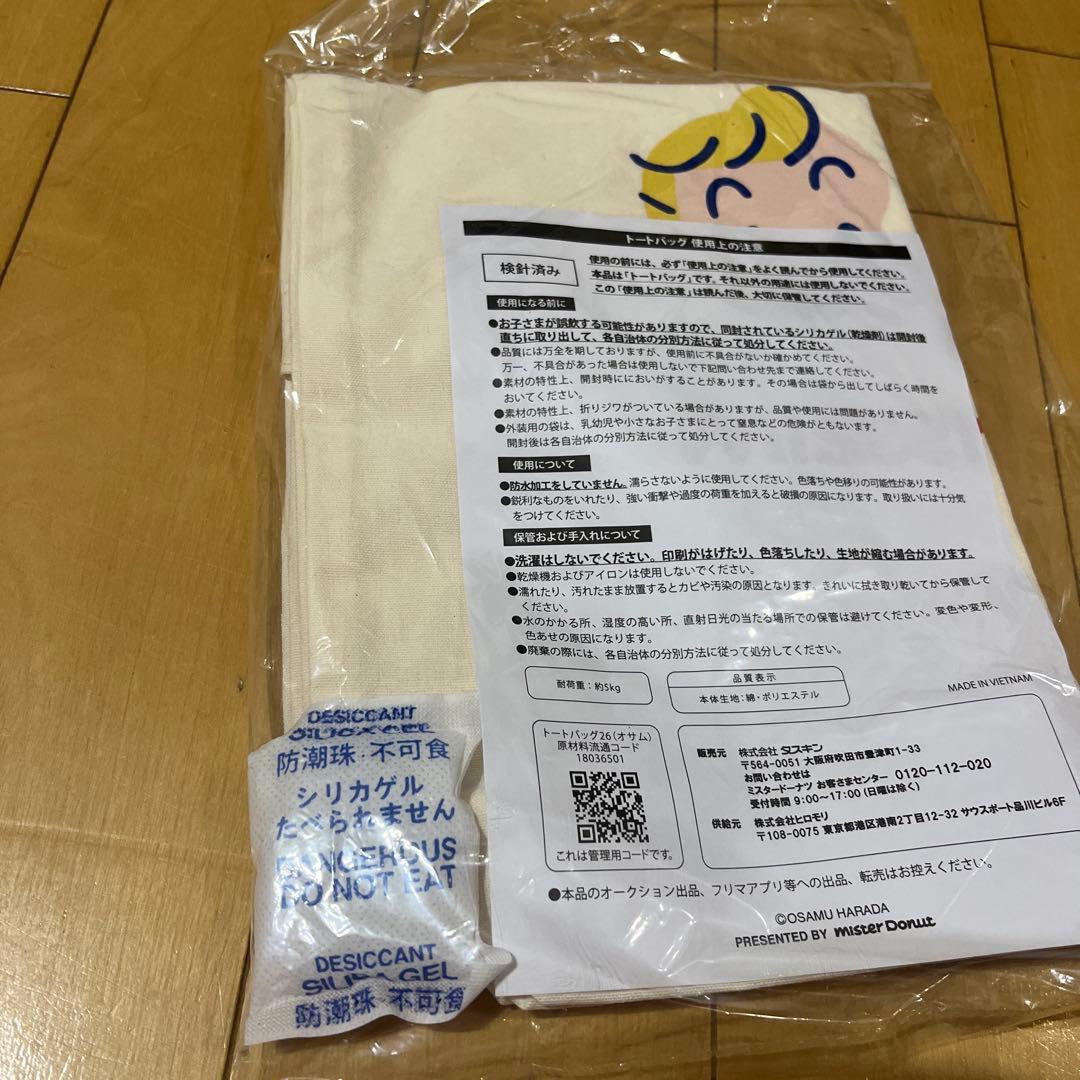 トートバッグ 使用上の注意
検針済み
使用の前には、必ず「使用上の注意」をよく読んでから使用してください。
本品は「トートバッグ」です。それ以外の用途には使用しないでください。
この「使用上の注意」は読んだ後、大切に保管してください。
使用になる前に
●お子さまが誤飲する可能性がありますので、同封されているシリカゲル(乾燥剤)は開封後
直ちに取り出して、各自治体の分別方法に従って処分してください。
●品質には万全を期しておりますが、使用前に不具合がないか確かめてください。
万一、不具合があった場合は使用しないで下記問い合わせ先まで連絡してください。
●素材の特性上、開封時ににおいがすることがあります。その場合は袋から出してしばらく時間を
おいてください。
●素材の特性上、折りジワがついている場合がありますが、品質や使用には問題がありません。
●外装用の袋は、乳幼児や小さなお子さまにとって窒息などの危険がともないます。
開封後は各自治体の分別方法に従って処分してください。
使用について
●防水加工をしていません。濡らさないように使用してください。色落ちや色移りの可能性があります。
●鋭利なものをいれたり、強い衝撃や過度の荷重を加えると破損の原因になります。取り扱いには十分気
をつけてください。
保管および手入れについて
●洗濯はしないでください。印刷がはげたり、色落ちしたり、生地が縮む場合があります。
●乾燥機およびアイロンは使用しないでください。
●濡れたり、汚れたまま放置するとカビや汚染の原因となります。きれいに拭き取り乾いてから保管して
ください。
●水のかかる所、湿度の高い所、直射日光の当たる場所での保管は避けてください。変色や変形、
色あせの原因になります。
●廃棄の際には、各自治体の分別方法に従って処分してください。
耐荷重:約5kg
品質表示
本体生地:綿・ポリエステル
MADE IN VIETNAM
トートバッグ26(オサム)
原材料流通コード
18036501
これは管理用コードです。
販売元 株式会社 ダスキン
〒564-0051 大阪府吹田市豊津町1-33
お問い合わせは
ミスタードーナツ お客さまセンター 0120-112-020
受付時間 9:00〜17:00(日曜は除く)
供給元 株式会社ヒロモリ
〒108-0075 東京都港区港南2丁目12-32 サウスポート品川ビル6F
●本品のオークション出品、フリマアプリ等への出品、転売はお控えください。
©OSAMU HARADA
PRESENTED BY mister Donut
DESICCANT
SILICA GEL
防潮珠 不可食
シリカゲル
たべられません
DANGEROUS
DO NOT EAT
DESICCANT
SILICA GEL
防潮珠 不可食